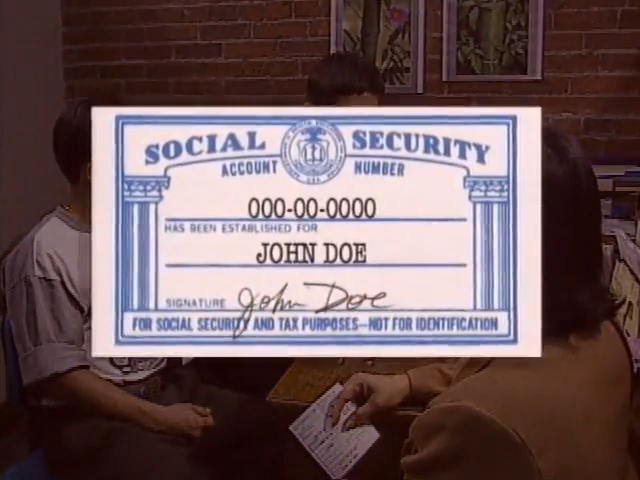 SOCIAL SECURITY
ACCOUNT NUMBER
000-00-0000
HAS BEEN ESTABLISHED FOR
JOHN DOE
SIGNATURE John Doe
FOR SOCIAL SECURITY AND TAX PURPOSES—NOT FOR IDENTIFICATION